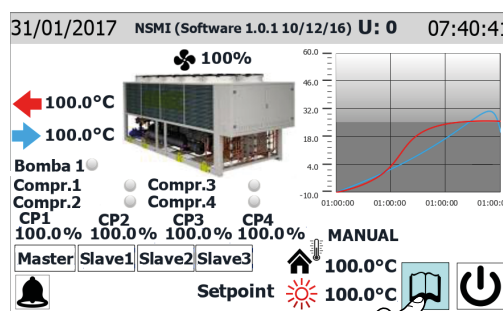 31/01/2017 NSMI (Software 1.0.1 10/12/16) U: 0 07:40:41
100%
60.0
46.0
32.0
18.0
4.0
-10.0
01:00:00 01:00:00 01:00:00
100.0°C
100.0°C
Bomba 1
Compr.1 Compr.3
Compr.2 Compr.4
CP1 CP2 CP3 CP4
100.0% 100.0% 100.0% 100.0%
MANUAL
Master Slave1 Slave2 Slave3
100.0°C
Setpoint 100.0°C